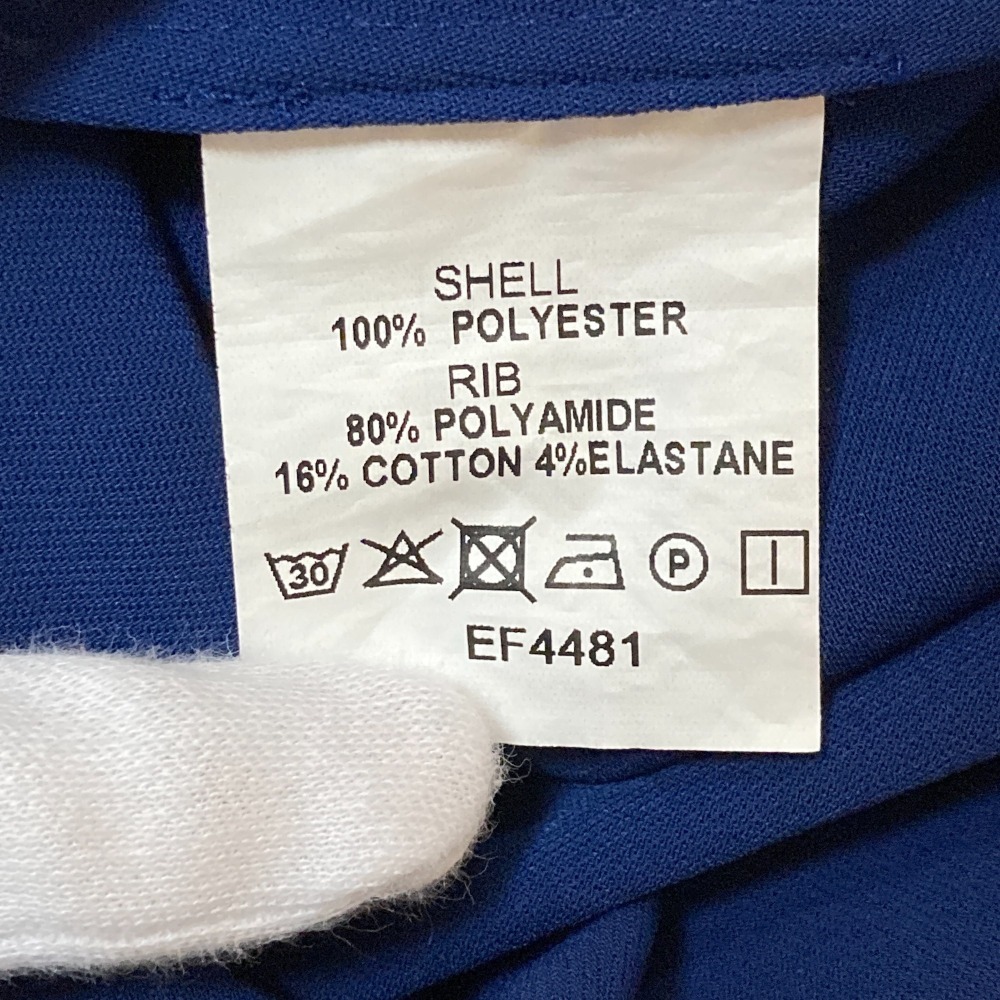 SHELL
100% POLYESTER
RIB
80% POLYAMIDE
16% COTTON 4%ELASTANE
30 P
EF4481